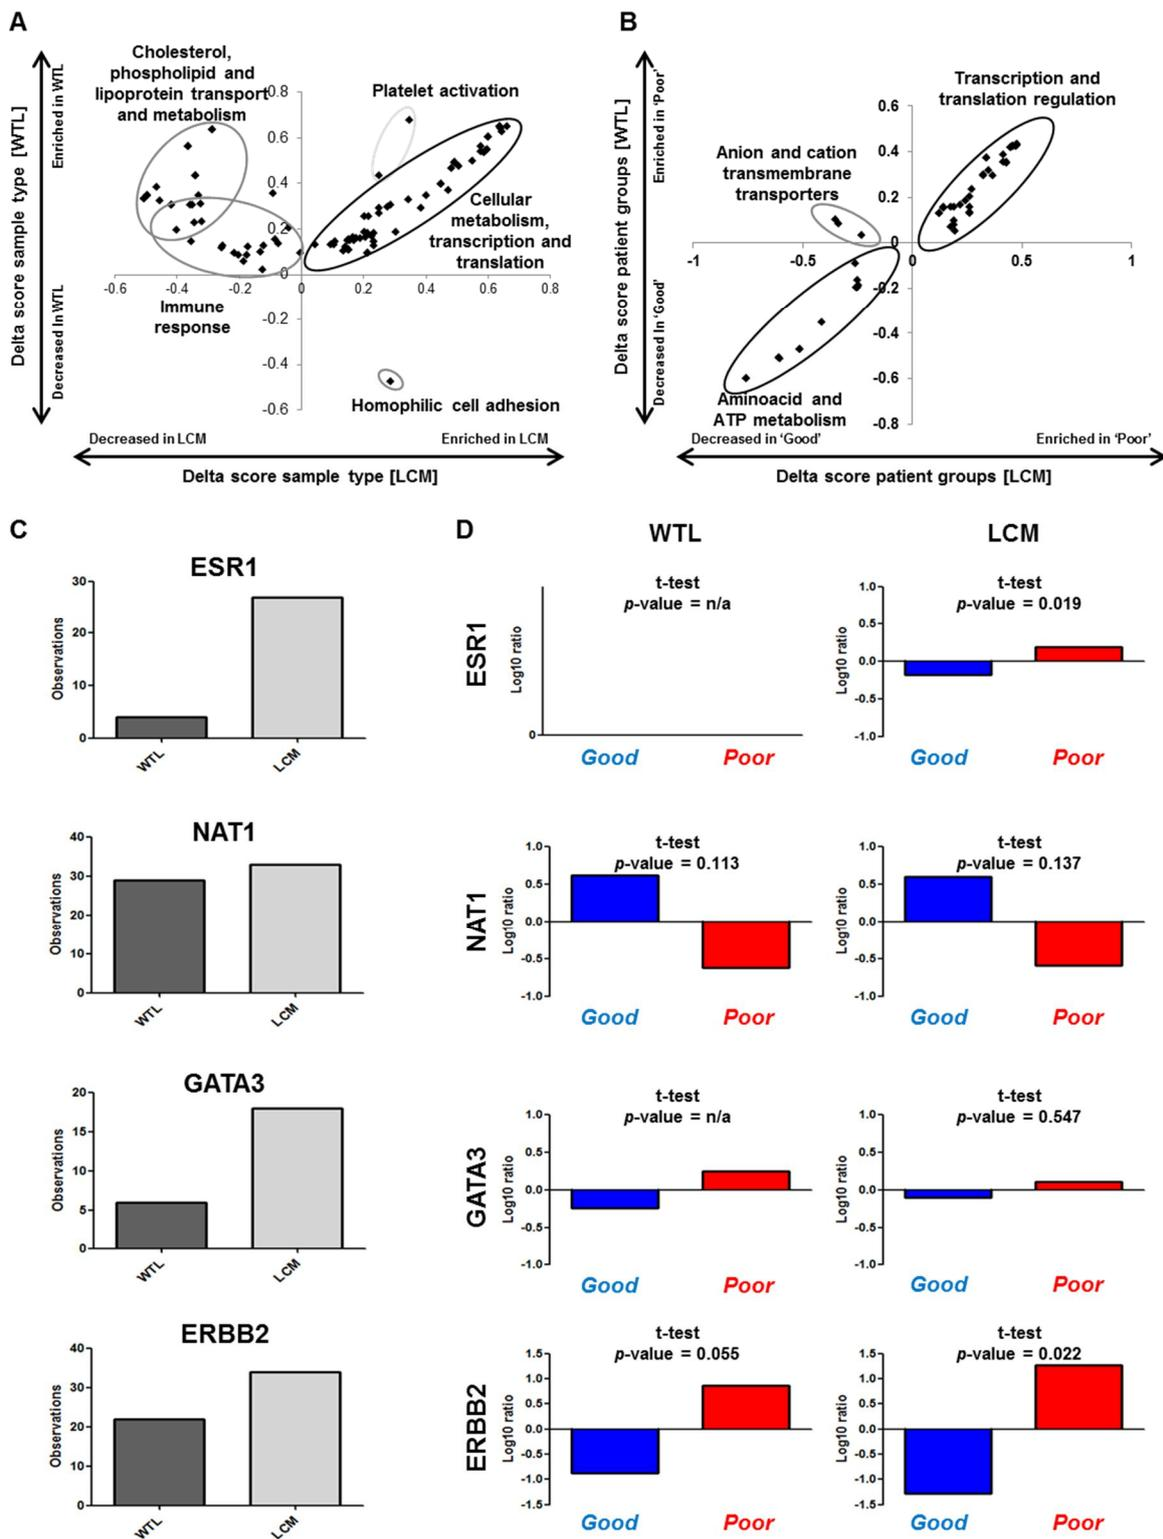 A
Cholesterol,
phospholipid and
lipoprotein transport
and metabolism
Platelet activation
Cellular
metabolism,
transcription and
translation
Immune
response
Homophilic cell adhesion
0.8
0.6
0.4
0.2
0
-0.2
-0.4
-0.6
-0.6 -0.4 -0.2 0 0.2 0.4 0.6 0.8
Delta score sample type [WTL]
Enriched in WTL
Decreased In WTL
Decreased in LCM
Enriched in LCM
Delta score sample type [LCM]
B
Transcription and
translation regulation
Anion and cation
transmembrane
transporters
Aminoacid and
ATP metabolism
0.6
0.4
0.2
0
-0.2
-0.4
-0.6
-0.8
-1 -0.5 0 0.5 1
Delta score patient groups [WTL]
Enriched in 'Poor'
Decreased In 'Good'
Decreased in 'Good'
Enriched in 'Poor'
Delta score patient groups [LCM]
C
ESR1
Observations
30
20
10
0
WTL
LCM
NAT1
Observations
40
30
20
10
0
WTL
LCM
GATA3
Observations
20
15
10
5
0
WTL
LCM
ERBB2
Observations
40
30
20
10
0
WTL
LCM
D
WTL
LCM
ESR1
t-test
p-value = n/a
Log10 ratio
0
Good
Poor
t-test
p-value = 0.019
Log10 ratio
1.0
0.5
0.0
-0.5
-1.0
Good
Poor
NAT1
t-test
p-value = 0.113
Log10 ratio
1.0
0.5
0.0
-0.5
-1.0
Good
Poor
t-test
p-value = 0.137
Log10 ratio
1.0
0.5
0.0
-0.5
-1.0
Good
Poor
GATA3
t-test
p-value = n/a
Log10 ratio
1.0
0.5
0.0
-0.5
-1.0
Good
Poor
t-test
p-value = 0.547
Log10 ratio
1.0
0.5
0.0
-0.5
-1.0
Good
Poor
ERBB2
t-test
p-value = 0.055
Log10 ratio
1.5
1.0
0.5
0.0
-0.5
-1.0
-1.5
Good
Poor
t-test
p-value = 0.022
Log10 ratio
1.5
1.0
0.5
0.0
-0.5
-1.0
-1.5
Good
Poor